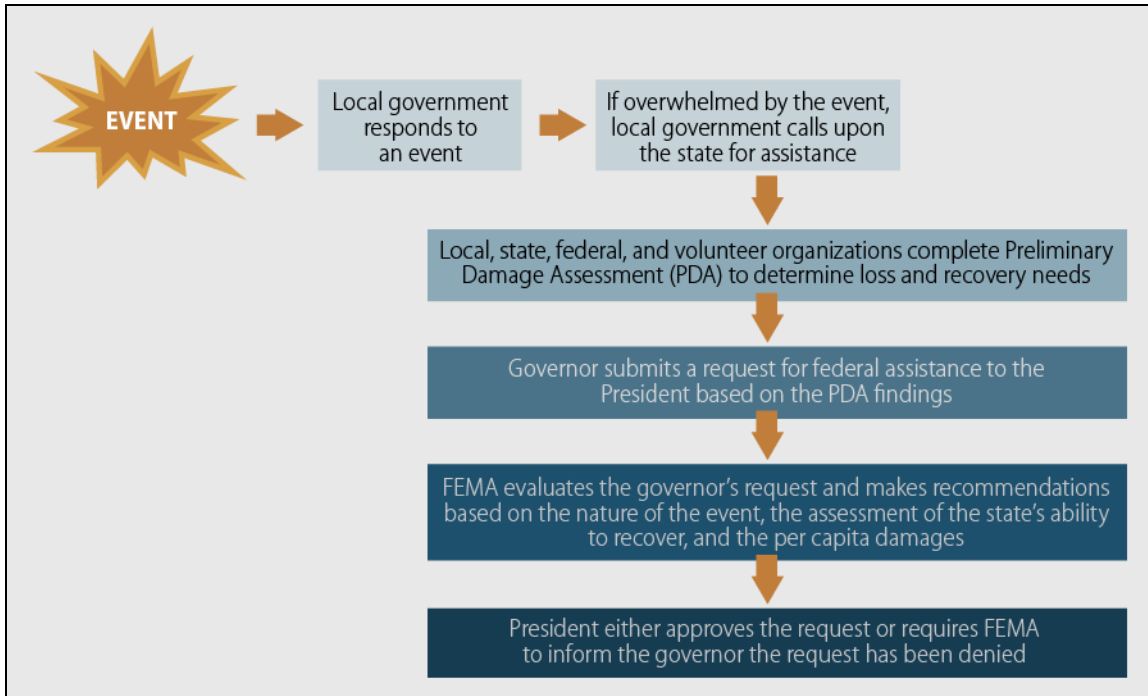 EVENT
Local government
responds to
an event
If overwhelmed by the event,
local government calls upon
the state for assistance
Local, state, federal, and volunteer organizations complete Preliminary
Damage Assessment (PDA) to determine loss and recovery needs
Governor submits a request for federal assistance to the
President based on the PDA findings
FEMA evaluates the governor's request and makes recommendations
based on the nature of the event, the assessment of the state's ability
to recover, and the per capita damages
President either approves the request or requires FEMA
to inform the governor the request has been denied